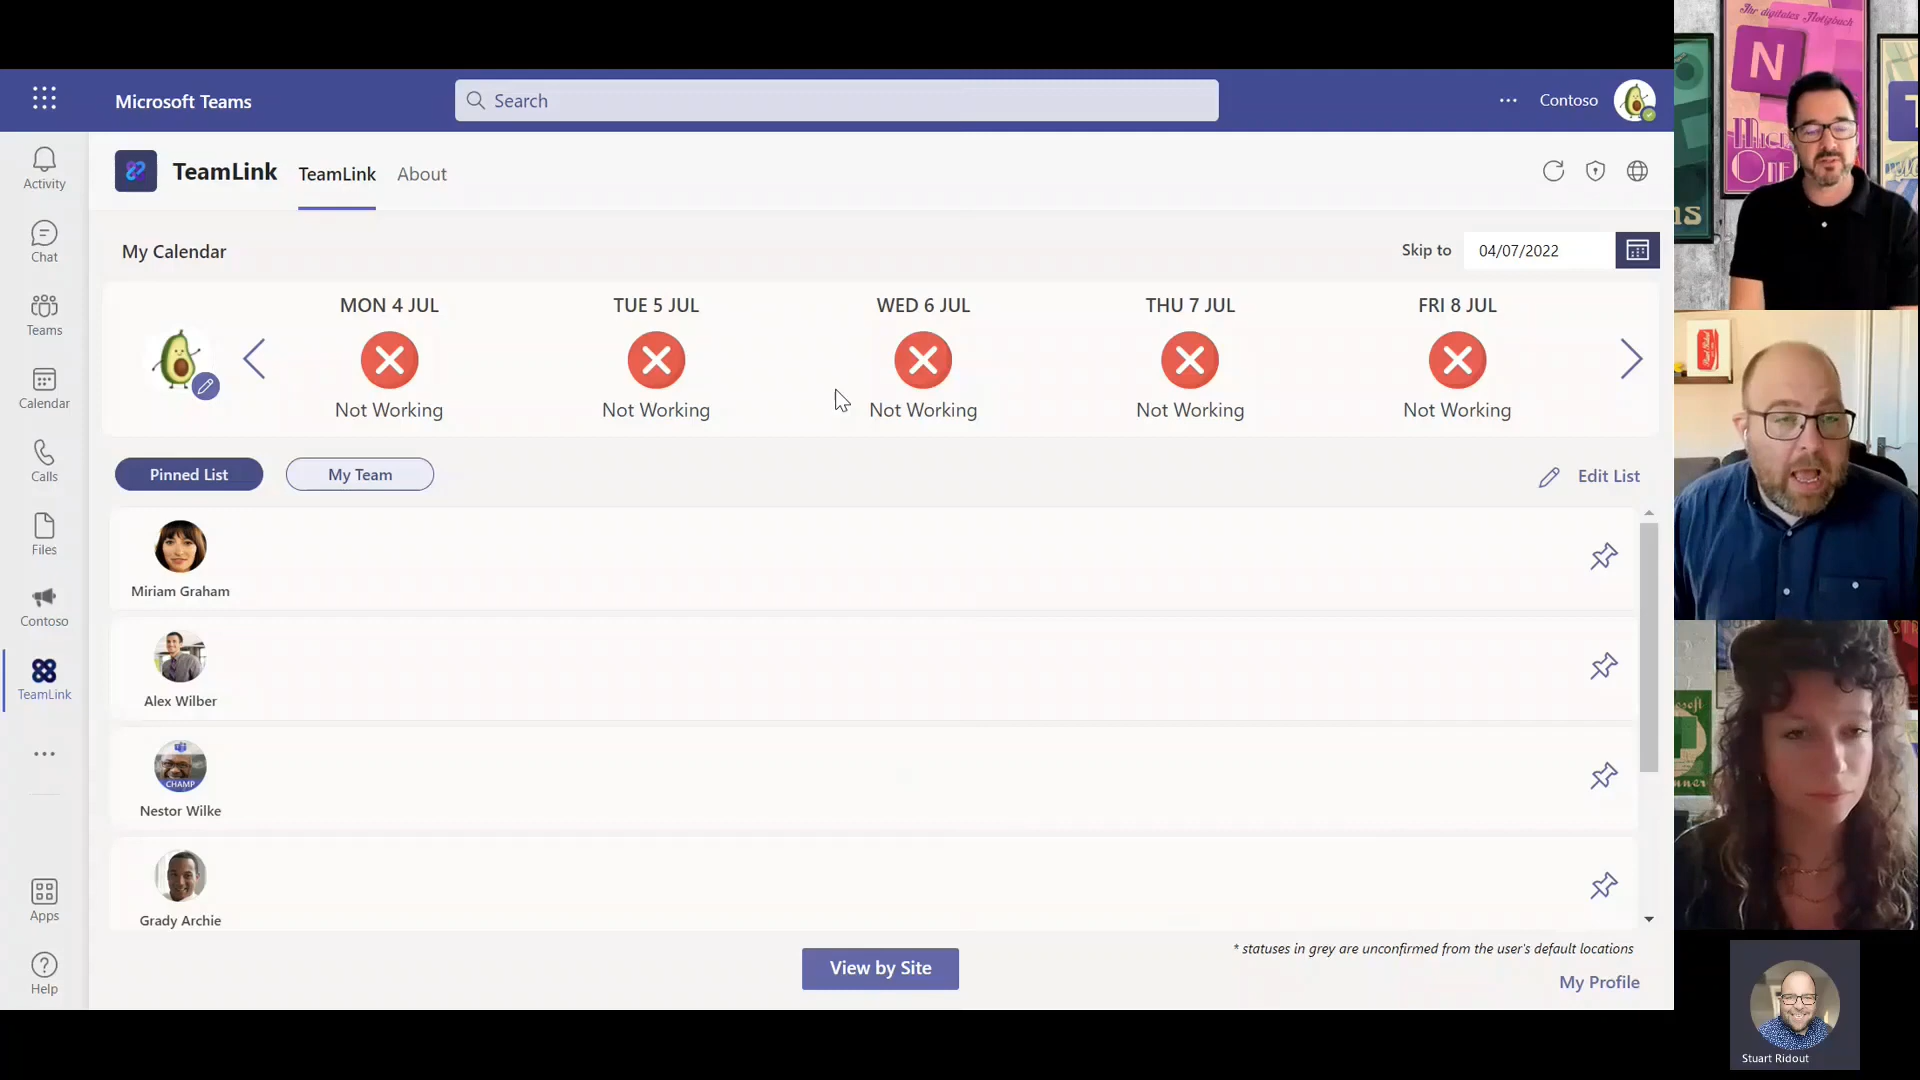 Microsoft Teams
Search
Contoso
Activity
Chat
Teams
Calendar
Calls
Files
Contoso
TeamLink
Apps
Help
TeamLink
TeamLink
About
My Calendar
Skip to
04/07/2022
MON 4 JUL
TUE 5 JUL
WED 6 JUL
THU 7 JUL
FRI 8 JUL
Not Working
Not Working
Not Working
Not Working
Not Working
Pinned List
My Team
Edit List
Miriam Graham
Alex Wilber
CHAMP
Nestor Wilke
Grady Archie
* statuses in grey are unconfirmed from the user's default locations
View by Site
My Profile
Ihr digitales Notizbuch
N
Stuart Ridout